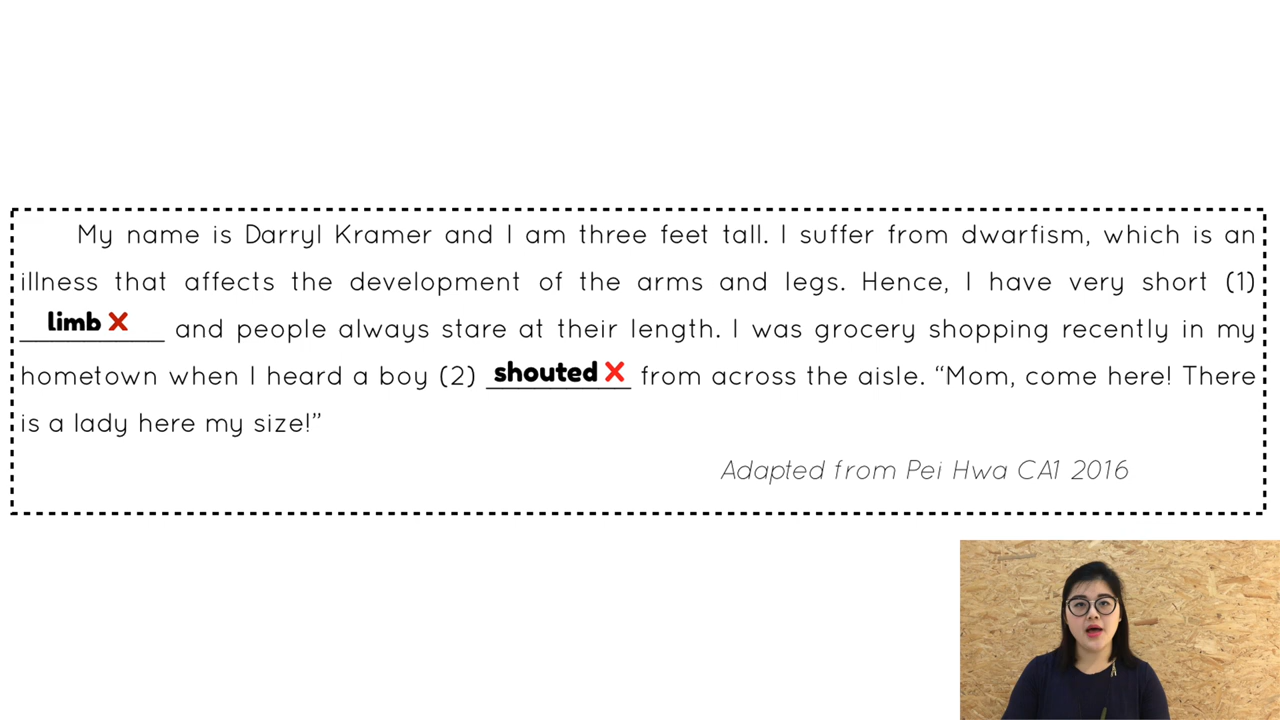 My name is Darryl Kramer and I am three feet tall. I suffer from dwarfism, which is an
illness that affects the development of the arms and legs. Hence, I have very short (1)
limb ❌ and people always stare at their length. I was grocery shopping recently in my
hometown when I heard a boy (2) shouted ❌ from across the aisle. “Mom, come here! There
is a lady here my size!”
Adapted from Pei Hwa CA1 2016